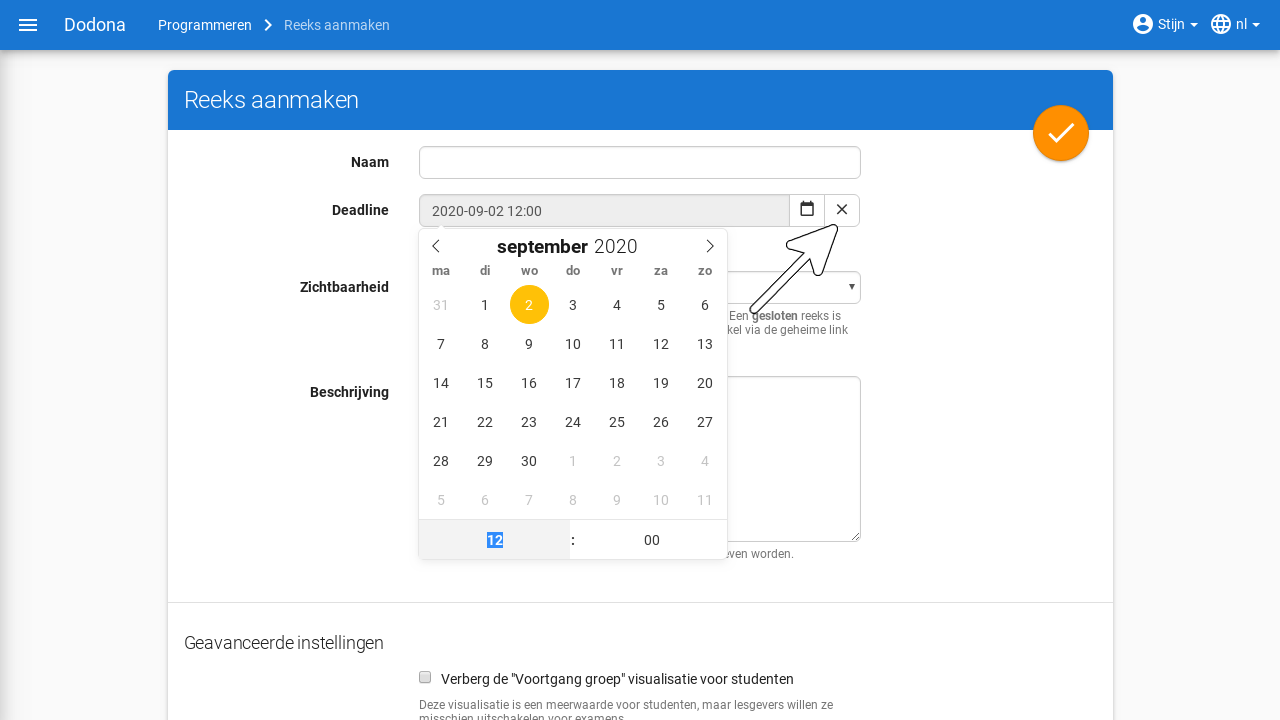 Dodona Programmeren Reeks aanmaken Stijn nl
Reeks aanmaken
Naam
Deadline 2020-09-02 12:00
september 2020
ma di wo do vr za zo
31 1 2 3 4 5 6
7 8 9 10 11 12 13
14 15 16 17 18 19 20
21 22 23 24 25 26 27
28 29 30 1 2 3 4
5 6 7 8 9 10 11
12 : 00
Zichtbaarheid
Een gesloten reeks is
kel via de geheime link
Beschrijving
even worden.
Geavanceerde instellingen
Verberg de "Voortgang groep" visualisatie voor studenten
Deze visualisatie is een meerwaarde voor studenten, maar lesgevers willen ze
misschien uitschakelen voor examens.